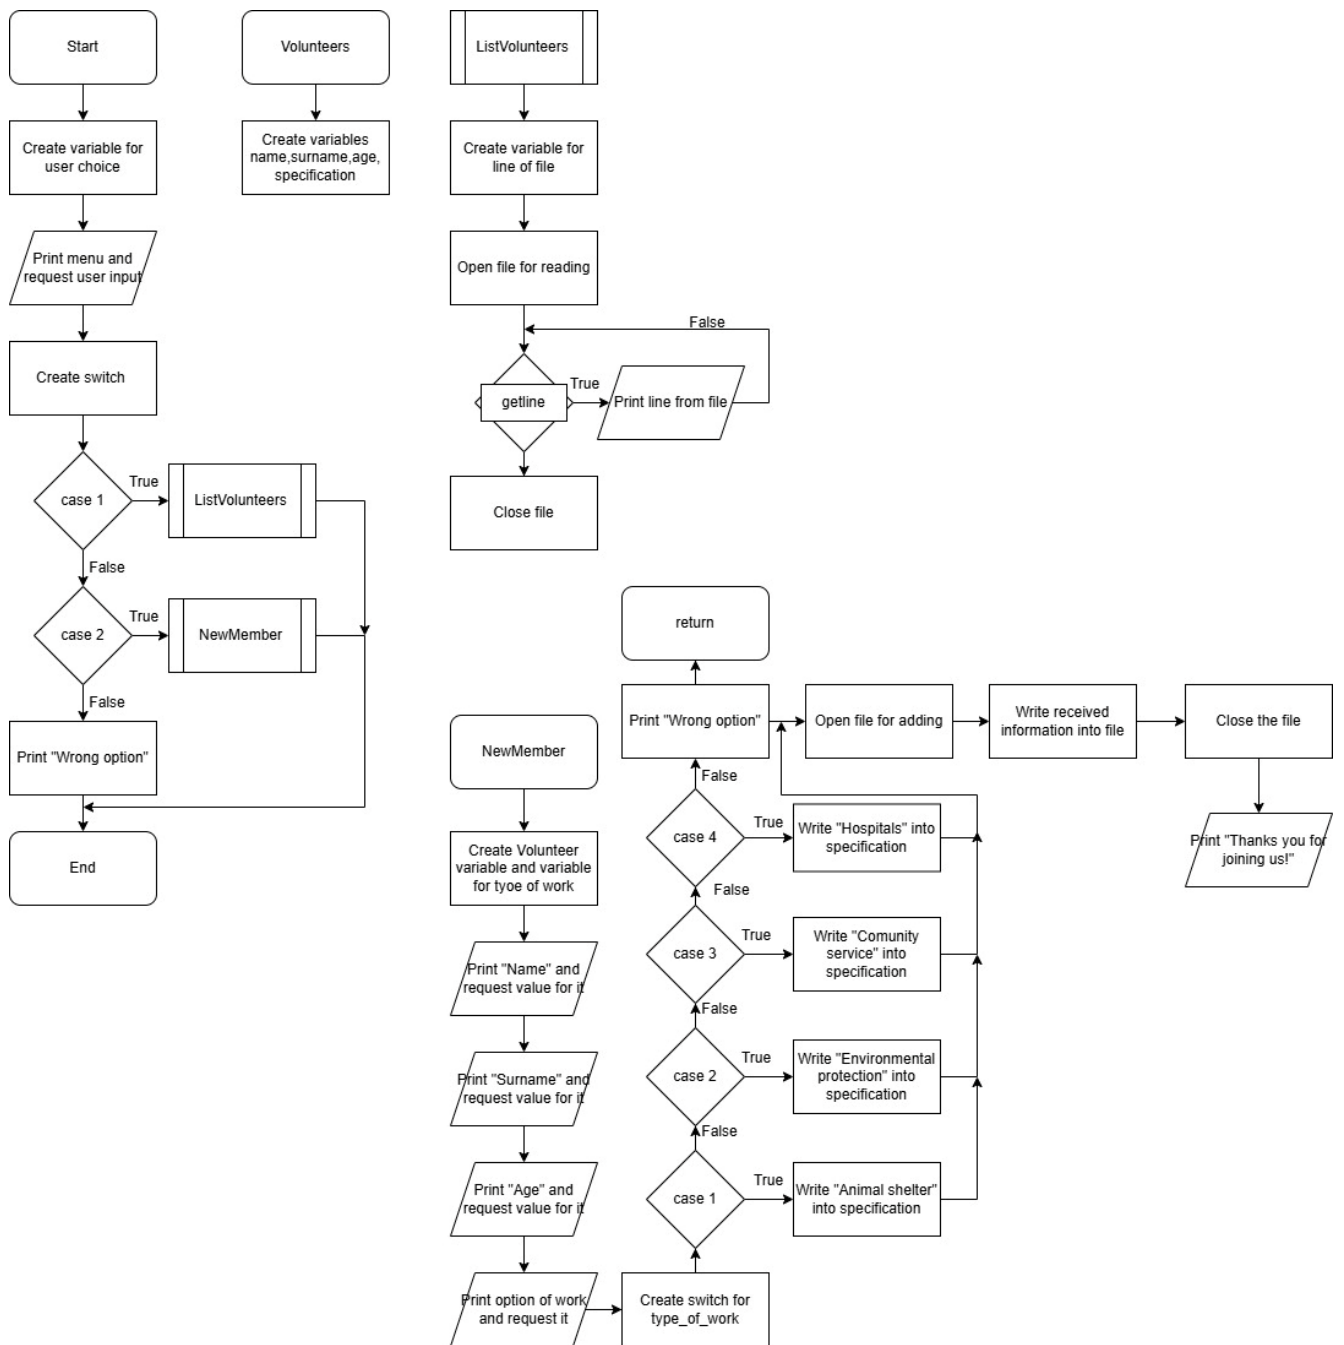 Start
Create variable for
user choice
Print menu and
request user input
Create switch
case 1
True
ListVolunteers
False
case 2
True
NewMember
False
Print "Wrong option"
End
Volunteers
Create variables
name,surname,age,
specification
ListVolunteers
Create variable for
line of file
Open file for reading
False
getline
True
Print line from file
Close file
NewMember
Create Volunteer
variable and variable
for tyoe of work
Print "Name" and
request value for it
Print "Surname" and
request value for it
Print "Age" and
request value for it
Print option of work
and request it
Create switch for
type_of_work
case 1
True
Write "Animal shelter"
into specification
False
case 2
True
Write "Environmental
protection" into
specification
False
case 3
True
Write "Comunity
service" into
specification
False
case 4
True
Write "Hospitals" into
specification
False
Print "Wrong option"
return
Open file for adding
Write received
information into file
Close the file
Print "Thanks you for
joining us!"